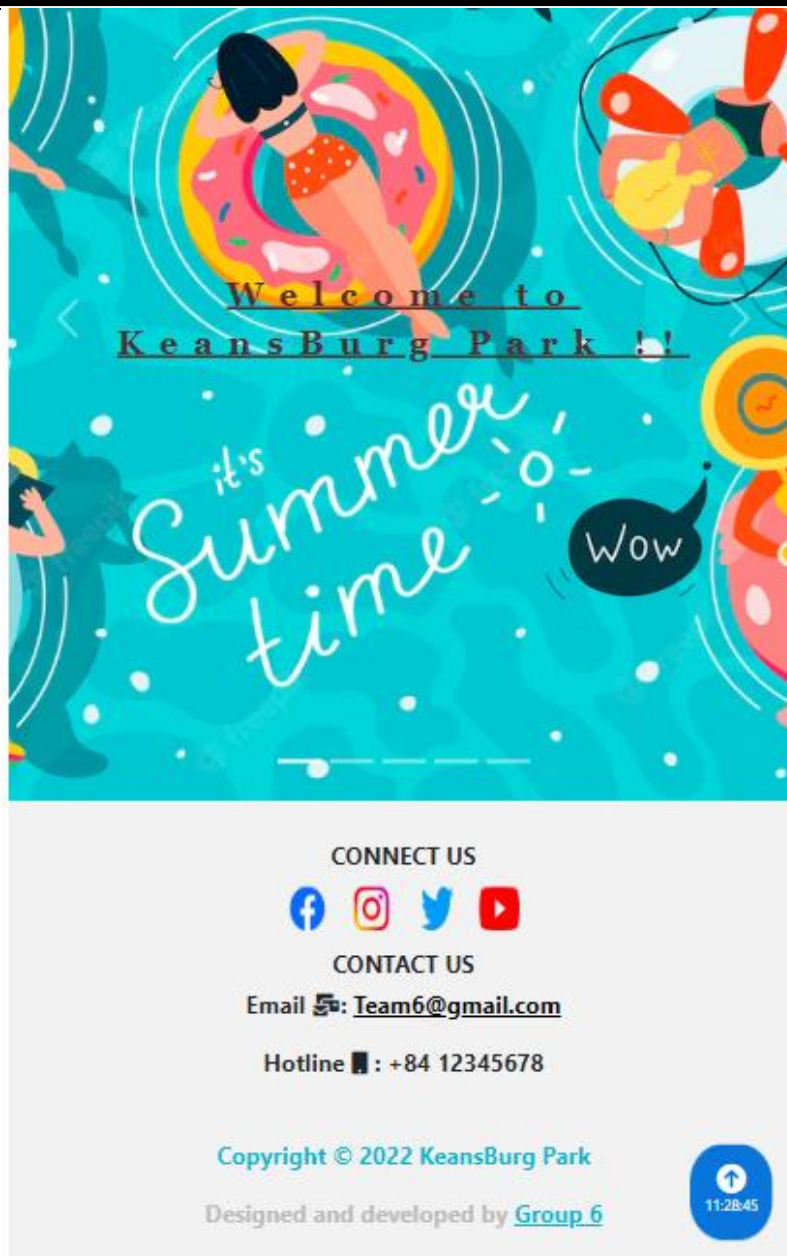 Welcome to
KeansBurg Park !!
it's
Summer
time
Wow
CONNECT US
CONTACT US
Email : Team6@gmail.com
Hotline : +84 12345678
Copyright © 2022 KeansBurg Park
Designed and developed by Group 6
11:28:45